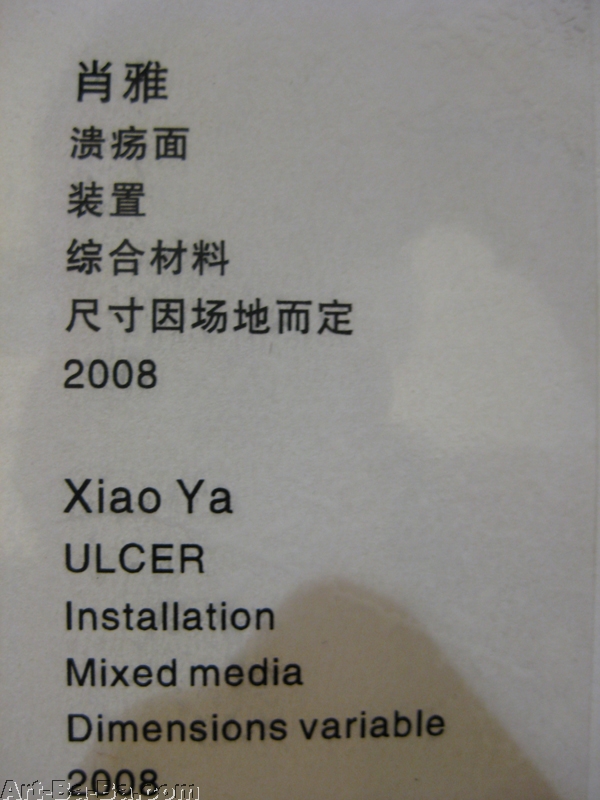 肖雅
溃疡面
装置
综合材料
尺寸因场地而定
2008
Xiao Ya
ULCER
Installation
Mixed media
Dimensions variable
2008
Art-Ba-Ba.com